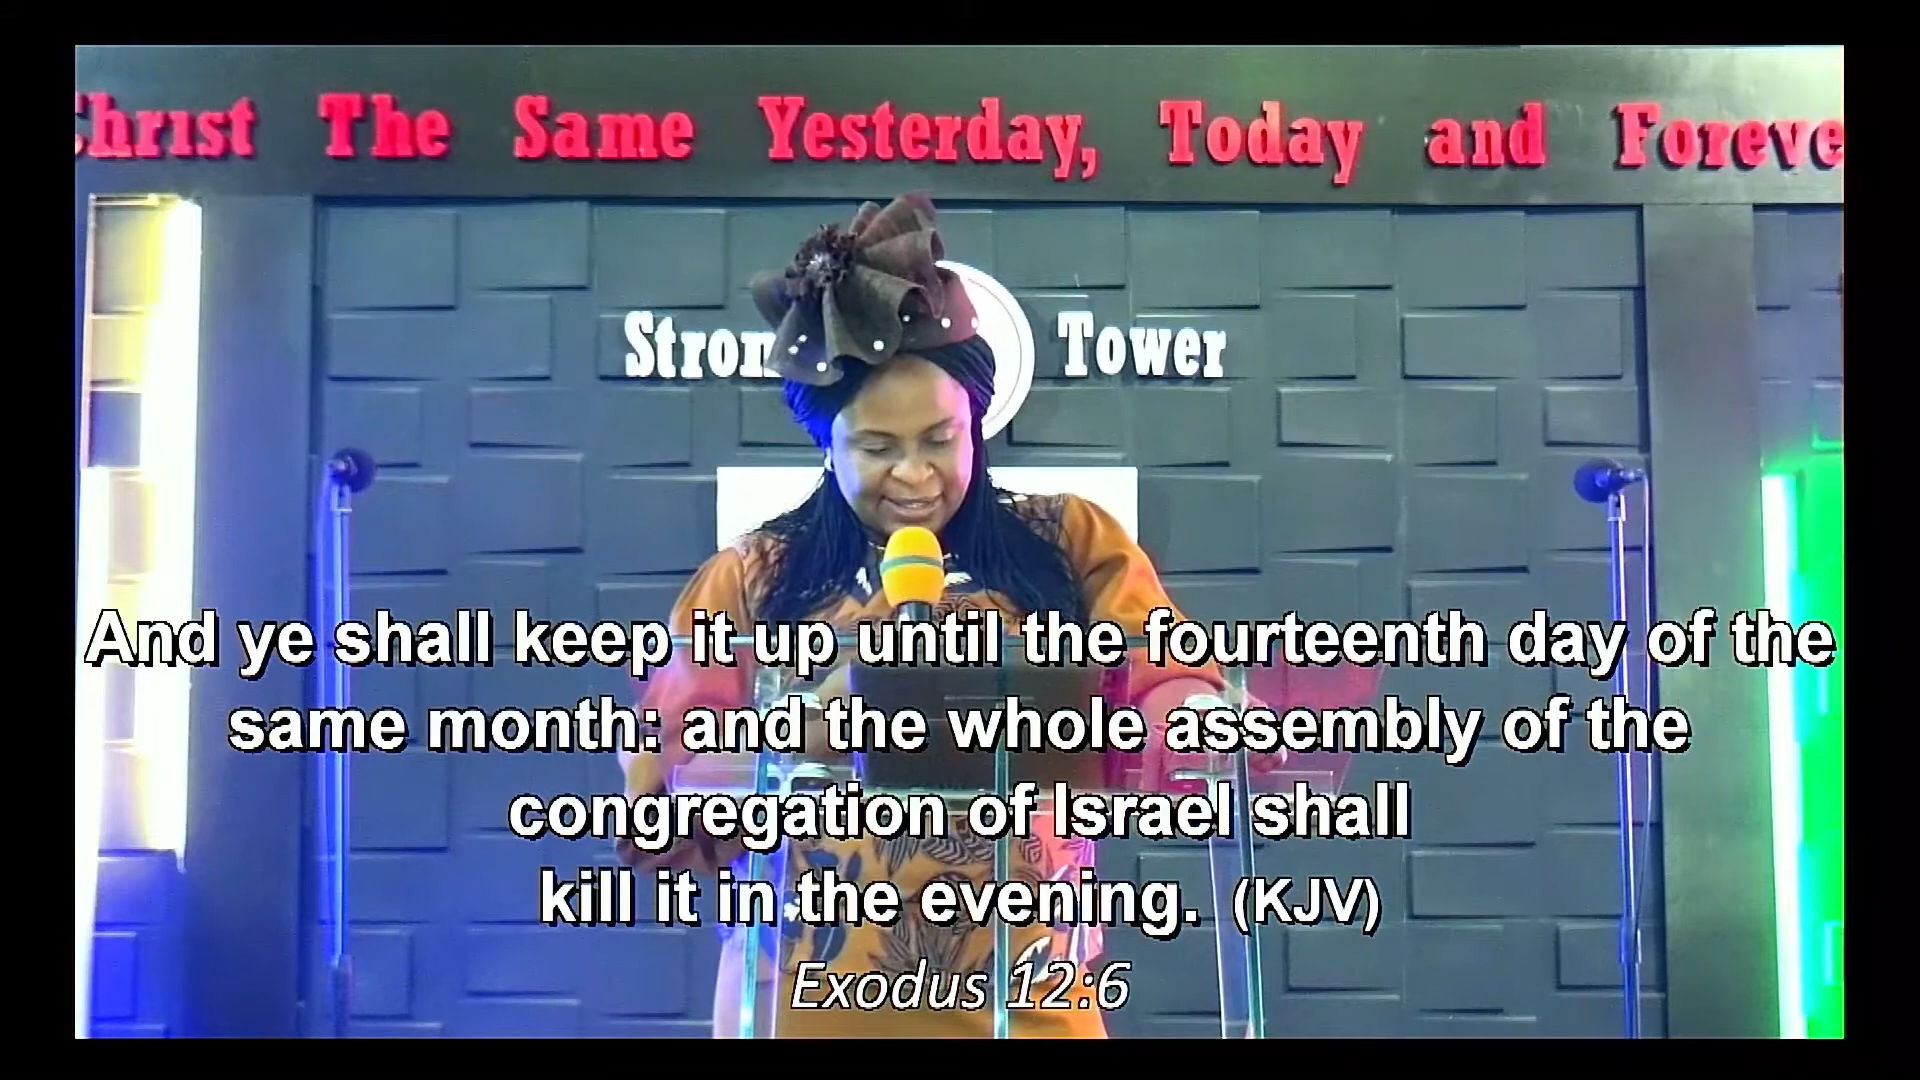 Christ The Same Yesterday, Today and Foreve
Stron Tower
And ye shall keep it up until the fourteenth day of the
same month: and the whole assembly of the
congregation of Israel shall
kill it in the evening. (KJV)
Exodus 12:6